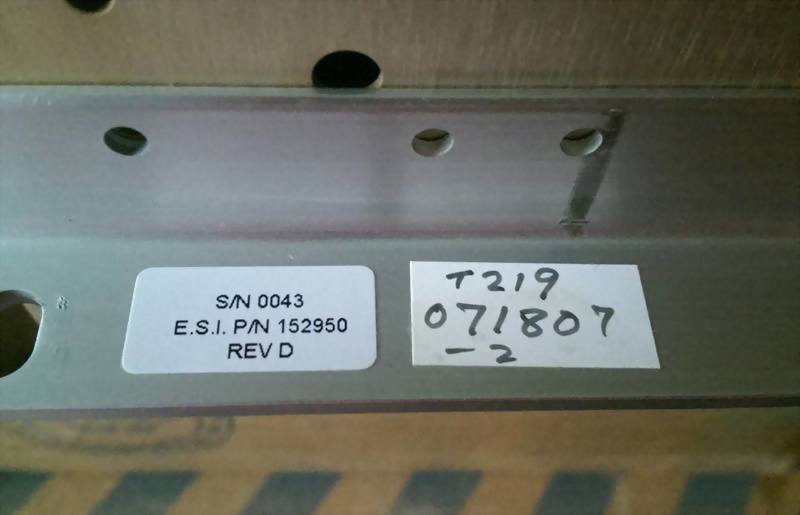 S/N 0043
E.S.I. P/N 152950
REV D
T219
071807
-2